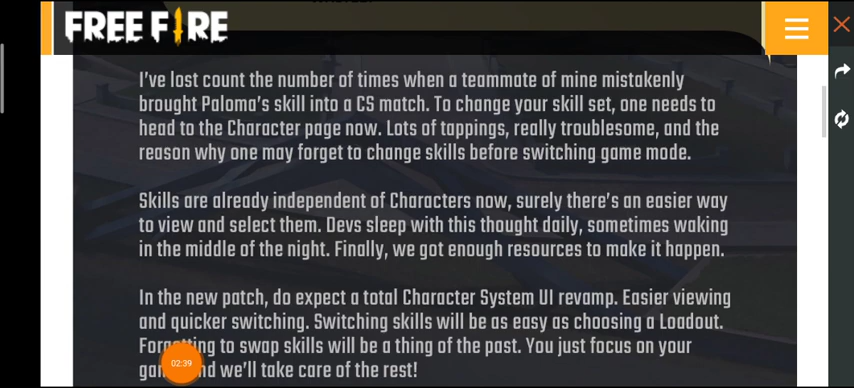 FREE FIRE
I've lost count the number of times when a teammate of mine mistakenly
brought Paloma's skill into a CS match. To change your skill set, one needs to
head to the Character page now. Lots of tappings, really troublesome, and the
reason why one may forget to change skills before switching game mode.
Skills are already independent of Characters now, surely there's an easier way
to view and select them. Devs sleep with this thought daily, sometimes waking
in the middle of the night. Finally, we got enough resources to make it happen.
In the new patch, do expect a total Character System UI revamp. Easier viewing
and quicker switching. Switching skills will be as easy as choosing a Loadout.
to swap skills will be a thing of the past. You just focus on your
we'll take care of the rest!
02:39